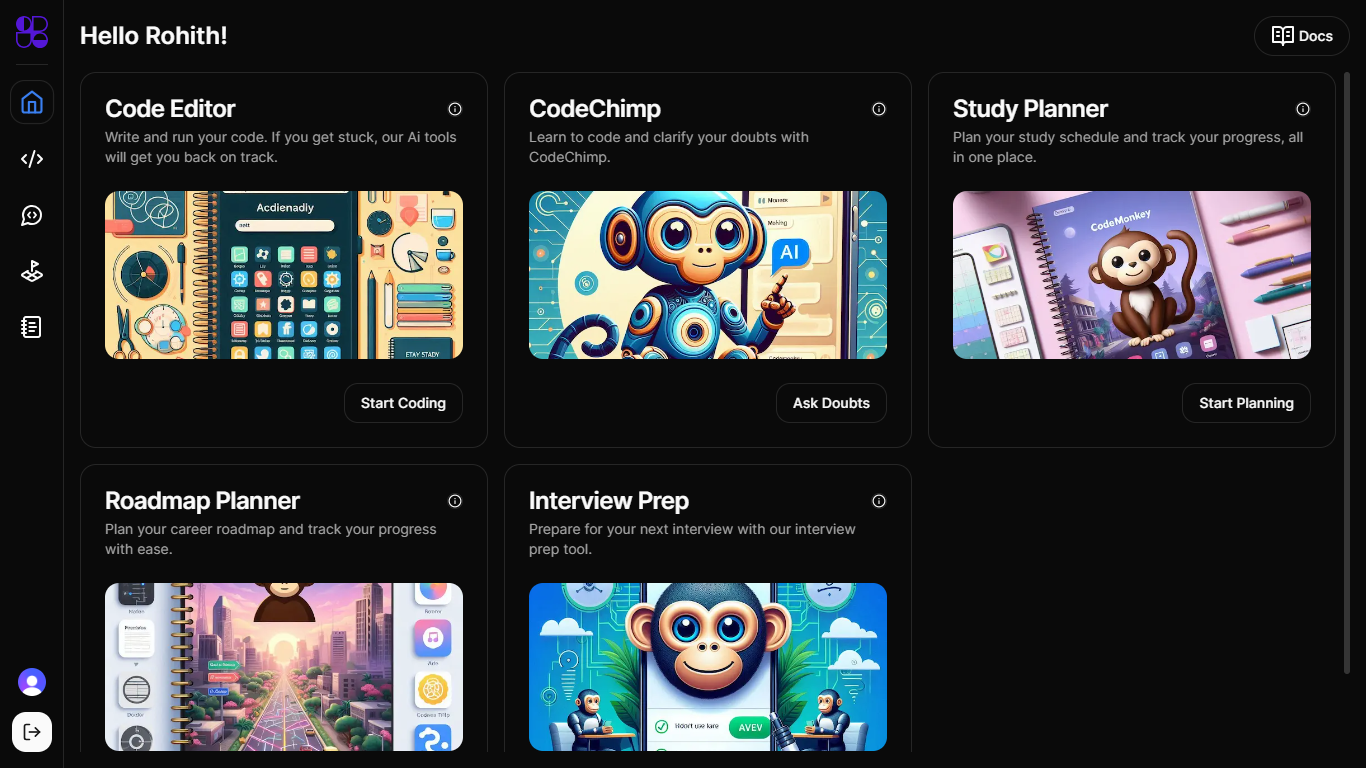 Hello Rohith!
Docs
Code Editor
Write and run your code. If you get stuck, our Ai tools
will get you back on track.
Acdienadiy
Start Coding
CodeChimp
Learn to code and clarify your doubts with
CodeChimp.
AI
Ask Doubts
Study Planner
Plan your study schedule and track your progress, all
in one place.
CodeMonkey
Start Planning
Roadmap Planner
Plan your career roadmap and track your progress
with ease.
Interview Prep
Prepare for your next interview with our interview
prep tool.
AVEV